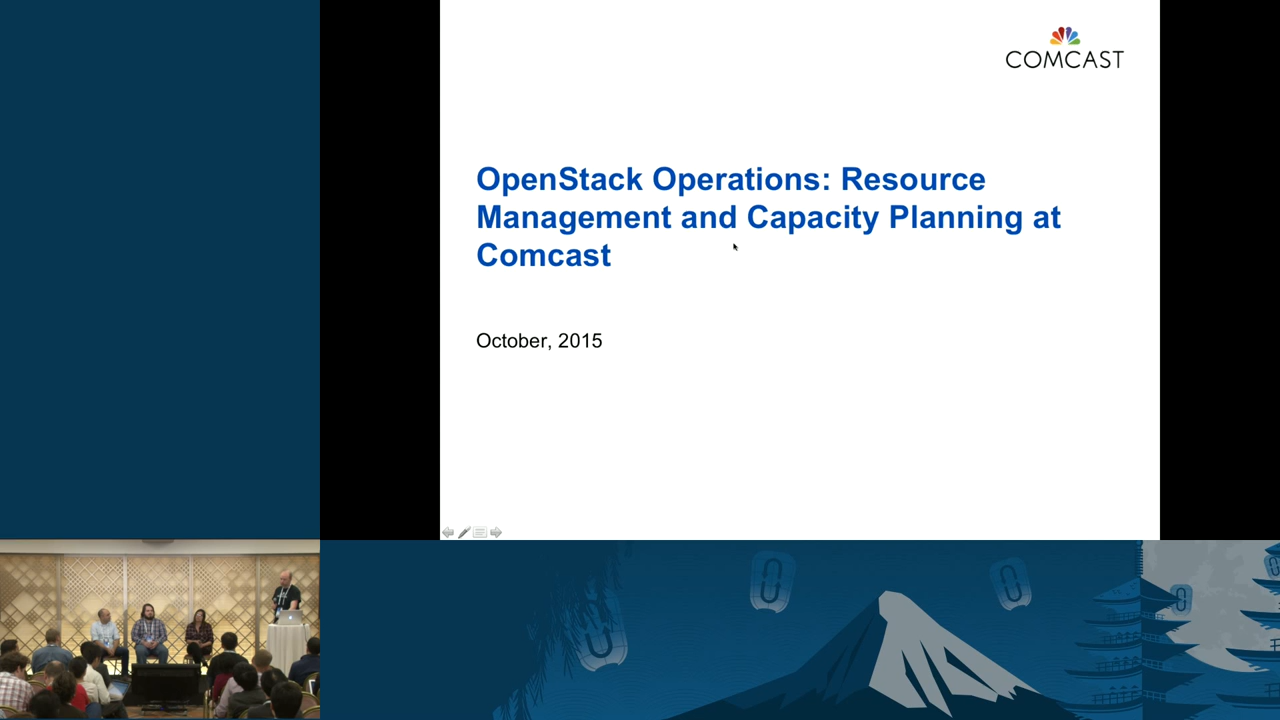 COMCAST
OpenStack Operations: Resource
Management and Capacity Planning at
Comcast
October, 2015